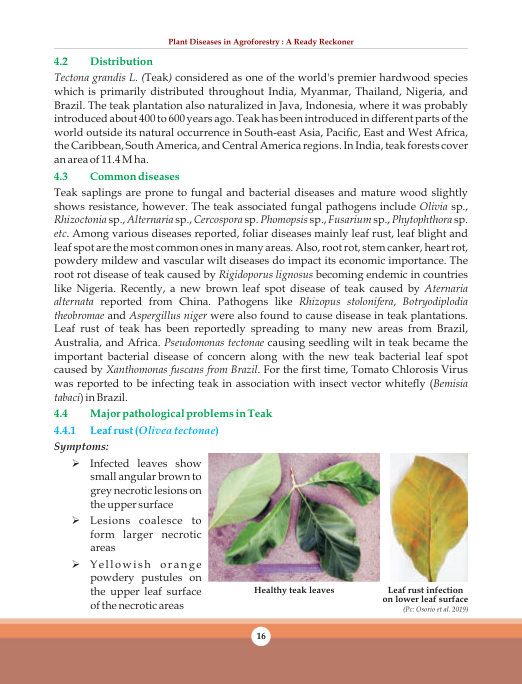 Plant Diseases in Agroforestry : A Ready Reckoner
4.2 Distribution
Tectona grandis L. (Teak) considered as one of the world's premier hardwood species
which is primarily distributed throughout India, Myanmar, Thailand, Nigeria, and
Brazil. The teak plantation also naturalized in Java, Indonesia, where it was probably
introduced about 400 to 600 years ago. Teak has been introduced in different parts of the
world outside its natural occurrence in South-east Asia, Pacific, East and West Africa,
the Caribbean, South America, and Central America regions. In India, teak forests cover
an area of 11.4 M ha.
4.3 Common diseases
Teak saplings are prone to fungal and bacterial diseases and mature wood slightly
shows resistance, however. The teak associated fungal pathogens include Olivia sp.,
Rhizoctonia sp., Alternaria sp., Cercospora sp. Phomopsis sp., Fusarium sp., Phytophthora sp.
etc. Among various diseases reported, foliar diseases mainly leaf rust, leaf blight and
leaf spot are the most common ones in many areas. Also, root rot, stem canker, heart rot,
powdery mildew and vascular wilt diseases do impact its economic importance. The
root rot disease of teak caused by Rigidoporus lignosus becoming endemic in countries
like Nigeria. Recently, a new brown leaf spot disease of teak caused by Aternaria
alternata reported from China. Pathogens like Rhizopus stolonifera, Botryodiplodia
theobromae and Aspergillus niger were also found to cause disease in teak plantations.
Leaf rust of teak has been reportedly spreading to many new areas from Brazil,
Australia, and Africa. Pseudomonas tectonae causing seedling wilt in teak became the
important bacterial disease of concern along with the new teak bacterial leaf spot
caused by Xanthomonas fuscans from Brazil. For the first time, Tomato Chlorosis Virus
was reported to be infecting teak in association with insect vector whitefly (Bemisia
tabaci) in Brazil.
4.4 Major pathological problems in Teak
4.4.1 Leaf rust (Olivea tectonae)
Symptoms:
➢ Infected leaves show
small angular brown to
grey necrotic lesions on
the upper surface
➢ Lesions coalesce to
form larger necrotic
areas
➢ Yellowish orange
powdery pustules on
the upper leaf surface
of the necrotic areas
Healthy teak leaves
Leaf rust infection
on lower leaf surface
(Pc: Osorio et al. 2019)
16